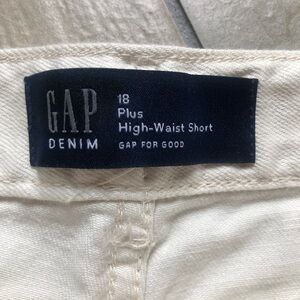 GAP
DENIM
18
Plus
High-Waist Short
GAP FOR GOOD